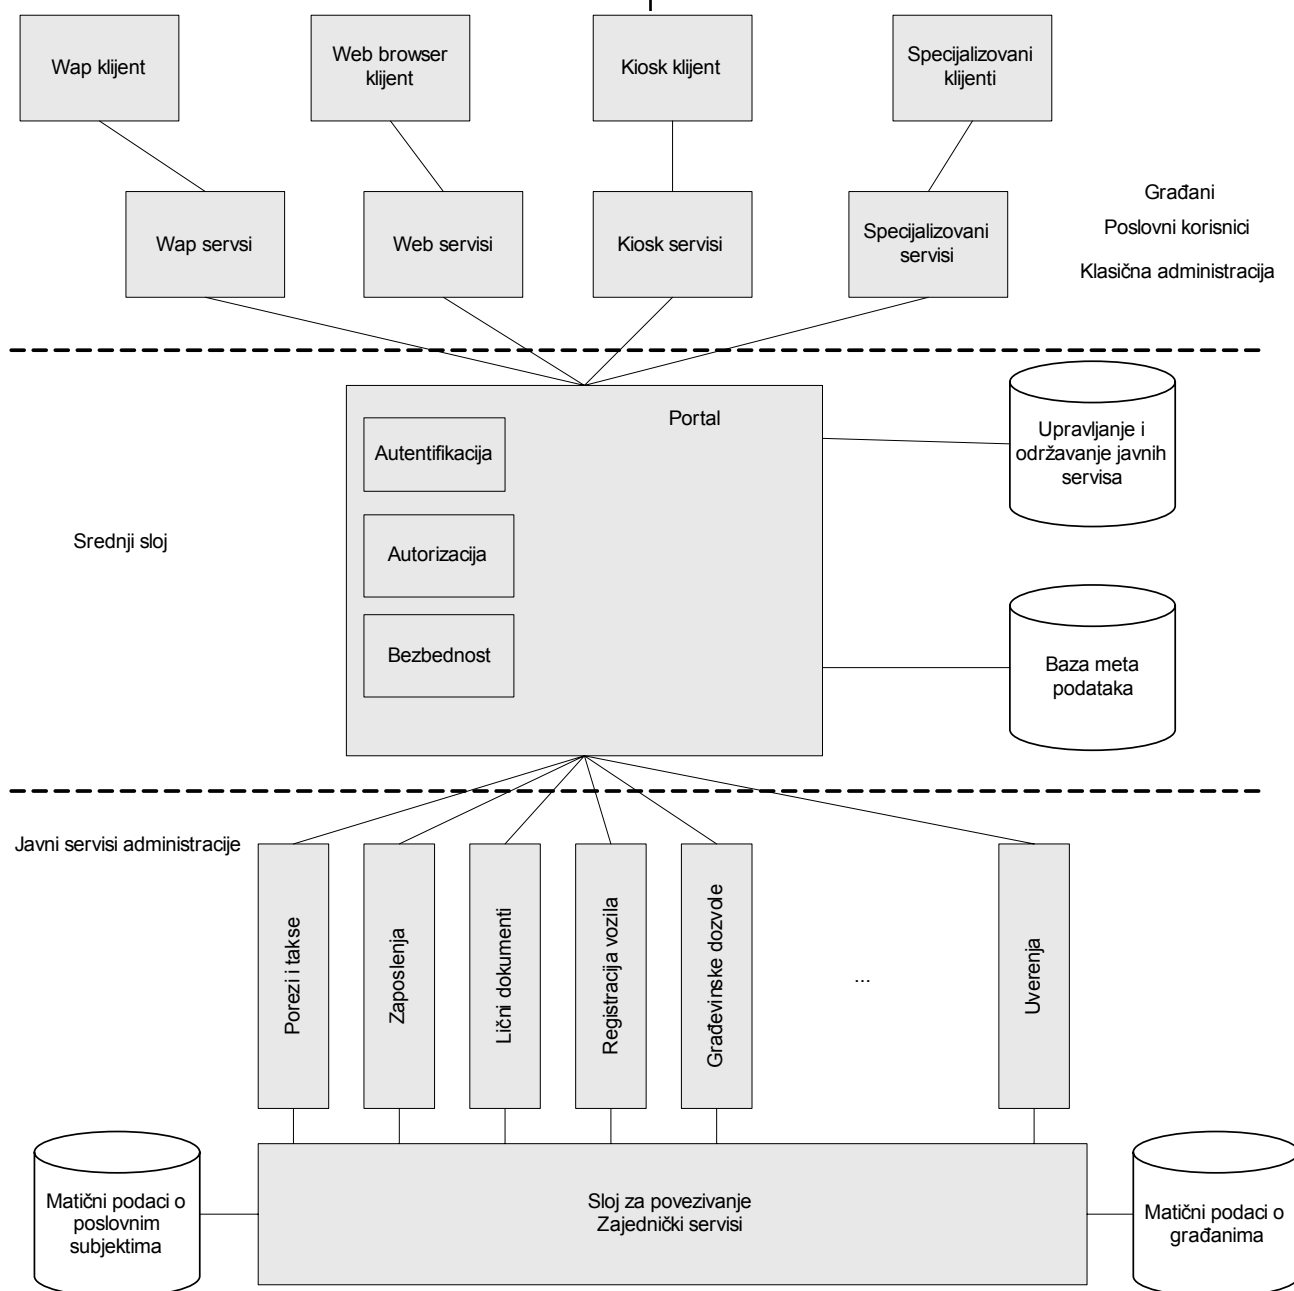 Wap klijent
Web browser
klijent
Kiosk klijent
Specijalizovani
klijenti
Wap servsi
Web servisi
Kiosk servisi
Specijalizovani
servisi
Građani
Poslovni korisnici
Klasična administracija
Portal
Autentifikacija
Autorizacija
Bezbednost
Srednji sloj
Upravljanje i
održavanje javnih
servisa
Baza meta
podataka
Javni servisi administracije
Porezi i takse
Zaposlenja
Lični dokumenti
Registracija vozila
Građevinske dozvole
...
Uverenja
Matični podaci o
poslovnim
subjektima
Sloj za povezivanje
Zajednički servisi
Matični podaci o
građanima